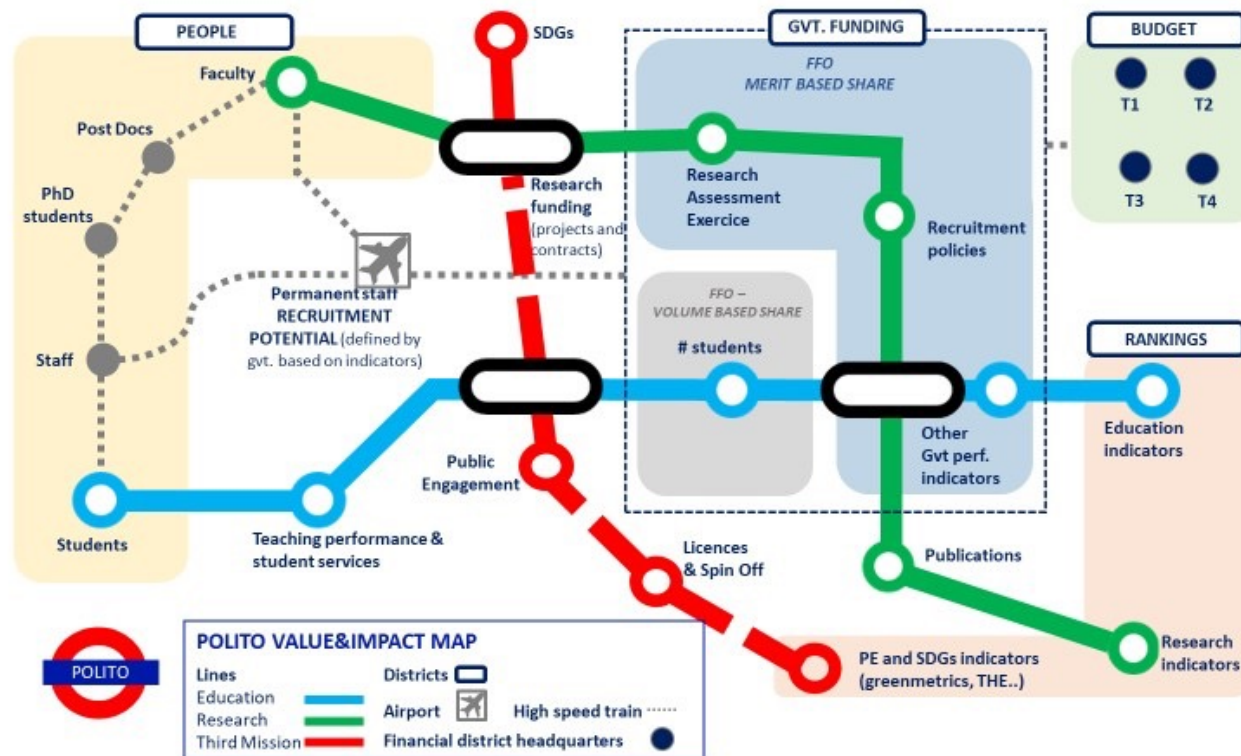 PEOPLE
SDGs
GVT. FUNDING
BUDGET
Faculty
FFO
MERIT BASED SHARE
T1
T2
Post Docs
PhD
students
Research
funding
(projects and
contracts)
Research
Assessment
Exercice
T3
T4
Recruitment
policies
Permanent staff
RECRUITMENT
POTENTIAL (defined by
gvt. based on indicators)
FFO –
VOLUME BASED SHARE
Staff
# students
RANKINGS
Public
Engagement
Other
Gvt perf.
indicators
Education
indicators
Students
Teaching performance &
student services
Licences
& Spin Off
Publications
PE and SDGs indicators
(greenmetrics, THE..)
Research
indicators
POLITO
POLITO VALUE&IMPACT MAP
Lines
Districts
Education
Airport
High speed train
Research
Third Mission
Financial district headquarters